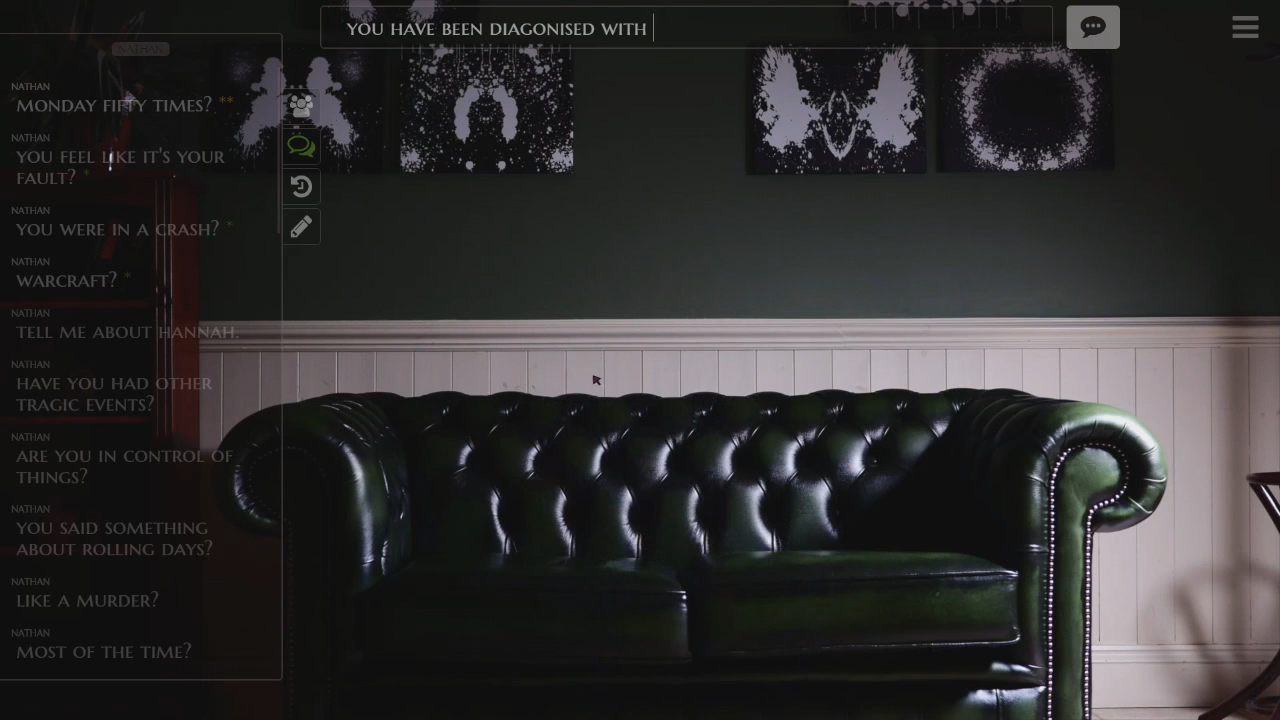 YOU HAVE BEEN DIAGONISED WITH
NATHAN
NATHAN
MONDAY FIFTY TIMES? **
NATHAN
YOU FEEL LIKE IT'S YOUR
FAULT? *
NATHAN
YOU WERE IN A CRASH? *
NATHAN
WARCRAFT? *
NATHAN
TELL ME ABOUT HANNAH.
NATHAN
HAVE YOU HAD OTHER
TRAGIC EVENTS?
NATHAN
ARE YOU IN CONTROL OF
THINGS?
NATHAN
YOU SAID SOMETHING
ABOUT ROLLING DAYS?
NATHAN
LIKE A MURDER?
NATHAN
MOST OF THE TIME?